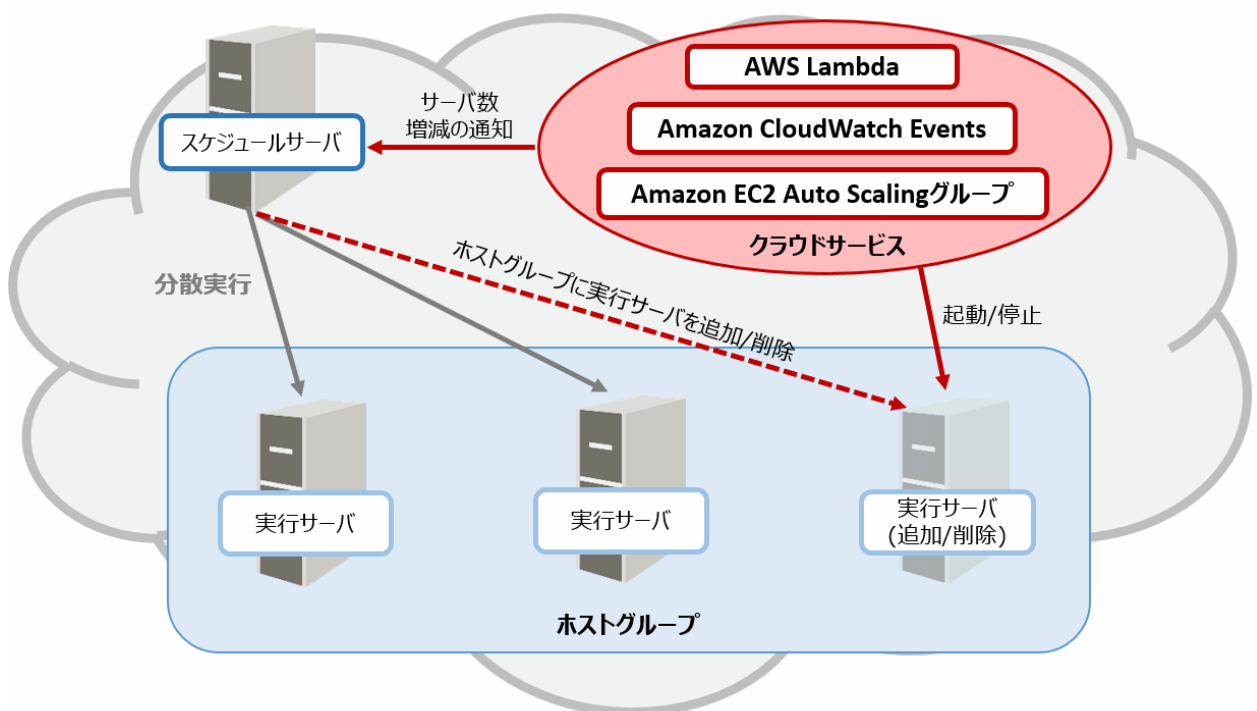 AWS Lambda
サーバ数
増減の通知
Amazon CloudWatch Events
スケジュールサーバ
Amazon EC2 Auto Scalingグループ
クラウドサービス
分散実行
ホストグループに実行サーバを追加/削除
起動/停止
実行サーバ
実行サーバ
実行サーバ
(追加/削除)
ホストグループ